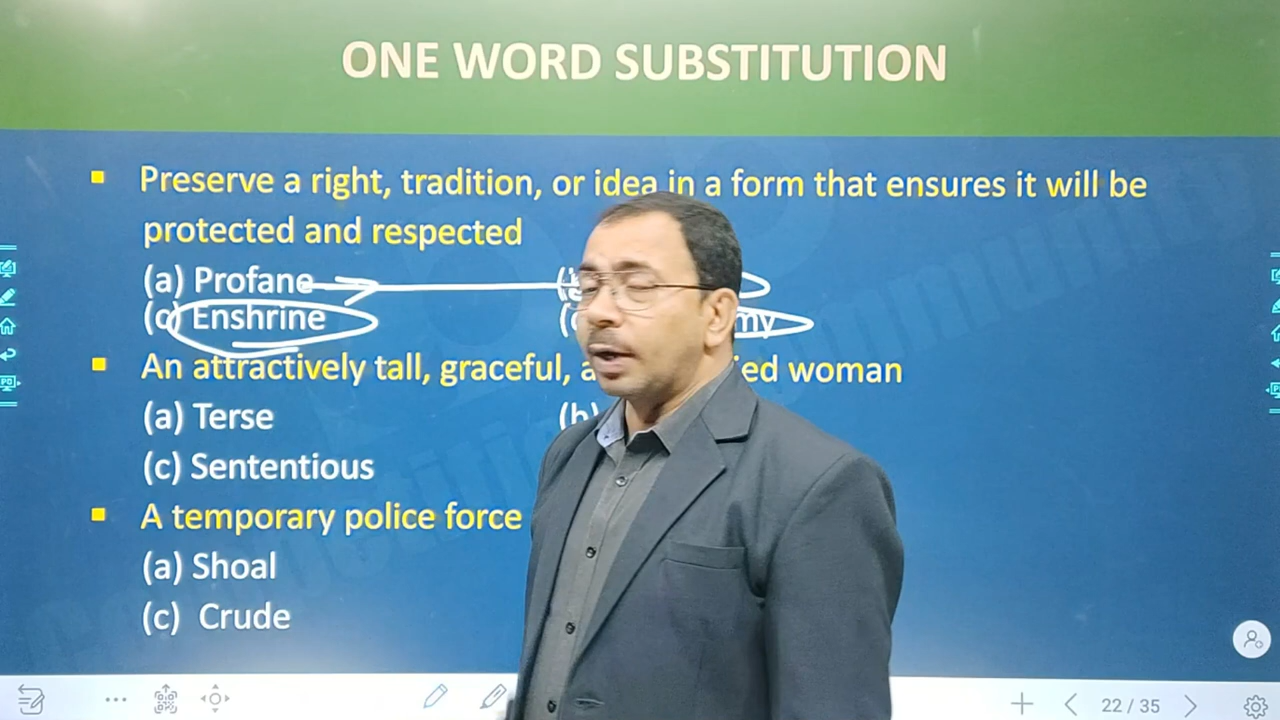 ONE WORD SUBSTITUTION
Preserve a right, tradition, or idea in a form that ensures it will be
protected and respected
(a) Profane
(c) Enshrine
An attractively tall, graceful, woman
(a) Terse (b)
(c) Sententious
A temporary police force
(a) Shoal
(c) Crude
22 / 35